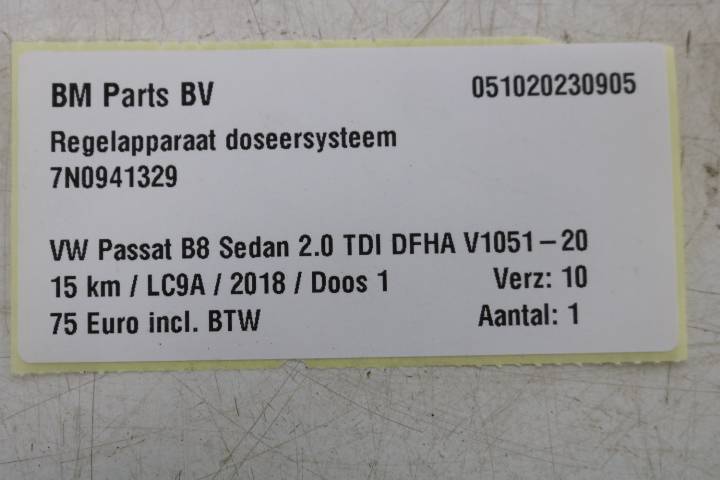 BM Parts BV 051020230905
Regelapparaat doseersysteem
7N0941329
VW Passat B8 Sedan 2.0 TDI DFHA V1051-20
15 km / LC9A / 2018 / Doos 1 Verz: 10
75 Euro incl. BTW Aantal: 1